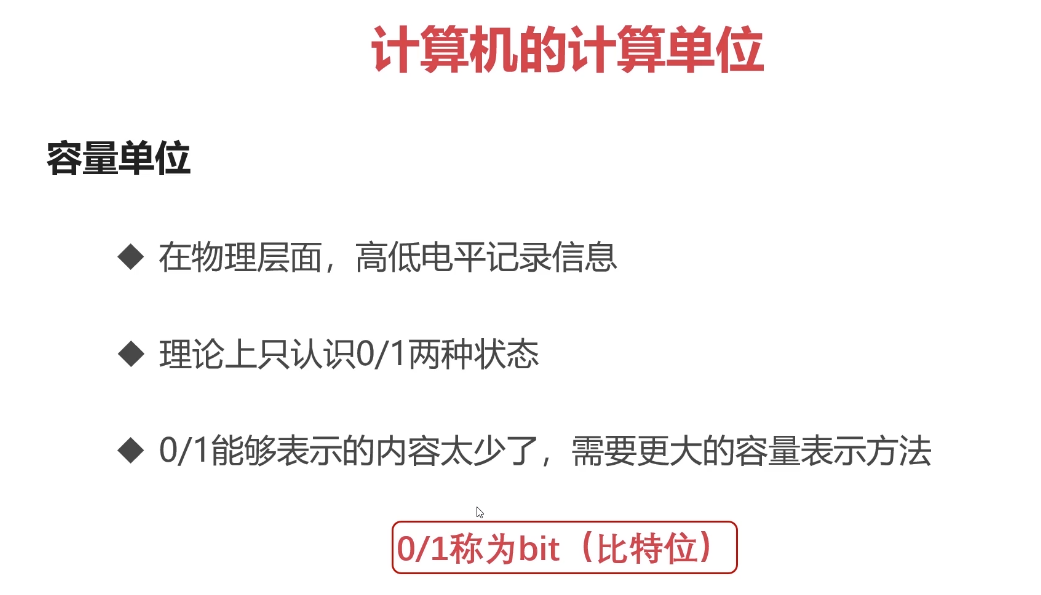 计算机的计算单位
容量单位
◆ 在物理层面，高低电平记录信息
◆ 理论上只认识0/1两种状态
◆ 0/1能够表示的内容太少了，需要更大的容量表示方法
0/1称为bit（比特位）